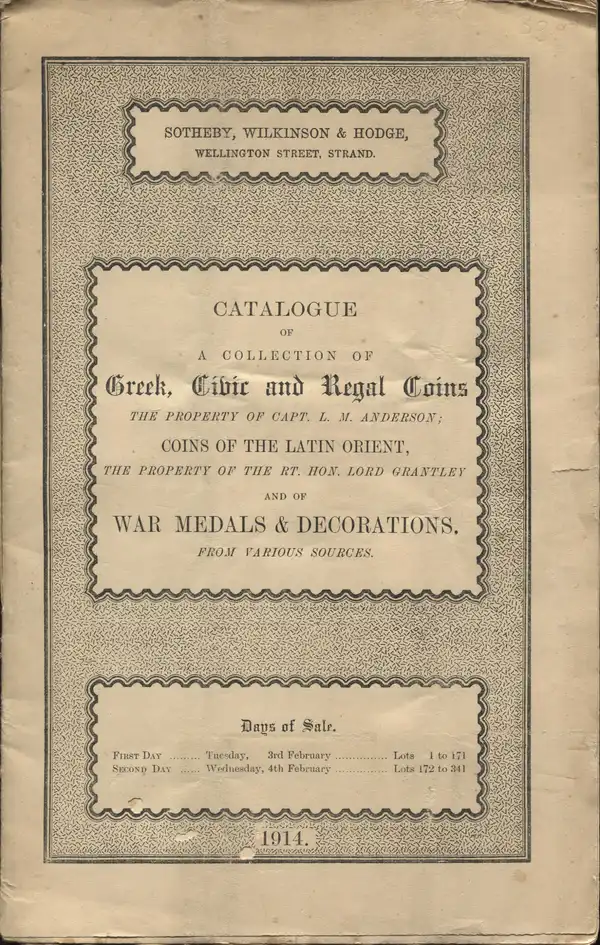 SOTHEBY, WILKINSON & HODGE,
WELLINGTON STREET, STRAND.
CATALOGUE
OF
A COLLECTION OF
Greek, Civic and Regal Coins
THE PROPERTY OF CAPT. L. M. ANDERSON;
COINS OF THE LATIN ORIENT,
THE PROPERTY OF THE RT. HON. LORD GRANTLEY
AND OF
WAR MEDALS & DECORATIONS,
FROM VARIOUS SOURCES.
Days of Sale.
FIRST DAY ......... Tuesday, 3rd February ............... Lots 1 to 171
SECOND DAY ...... Wednesday, 4th February ............... Lots 172 to 341
1914.